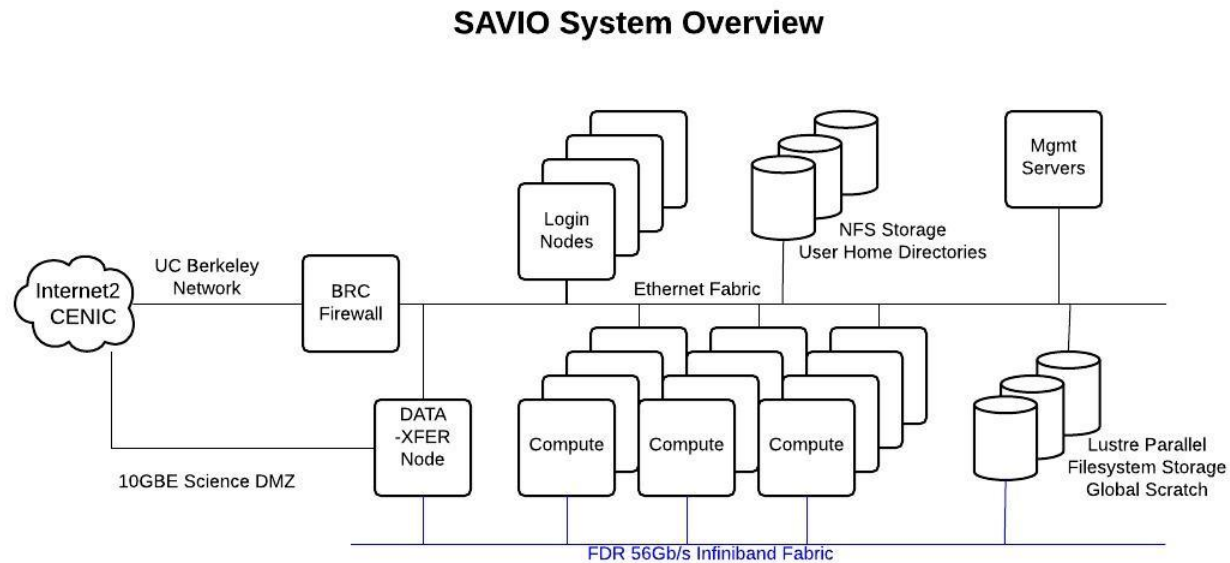 SAVIO System Overview
Mgmt
Servers
Login
Nodes
NFS Storage
User Home Directories
UC Berkeley
Network
Internet2
CENIC
BRC
Firewall
Ethernet Fabric
DATA
-XFER
Node
Compute
Compute
Compute
Lustre Parallel
Filesystem Storage
Global Scratch
10GBE Science DMZ
FDR 56Gb/s Infiniband Fabric